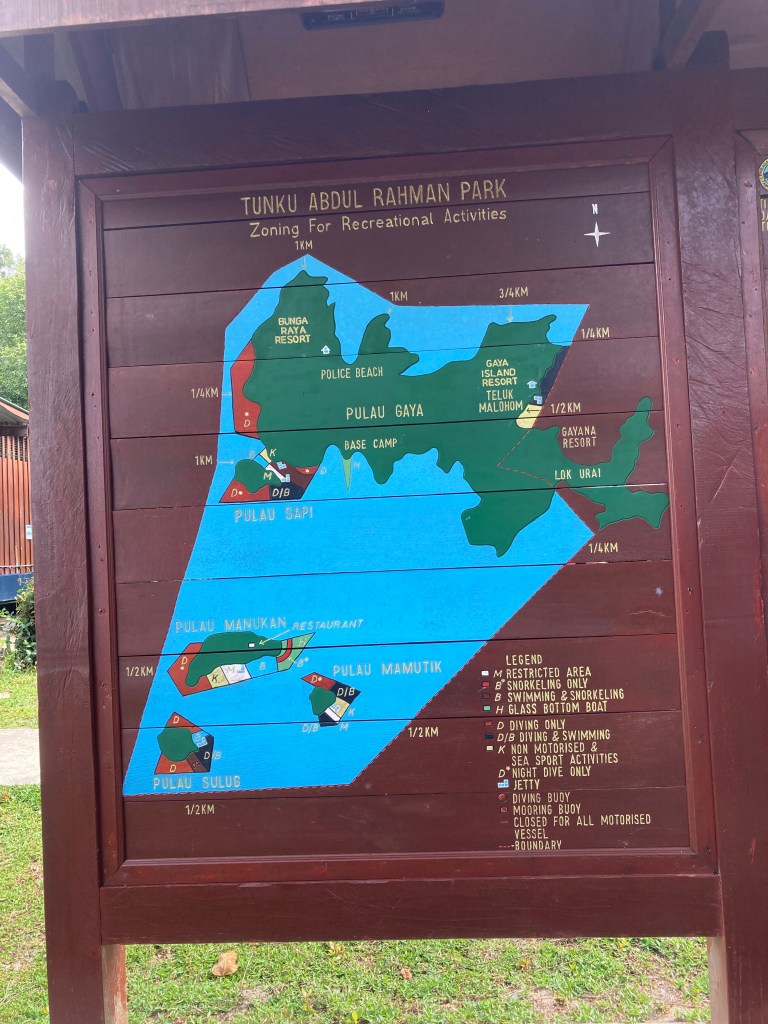 TUNKU ABDUL RAHMAN PARK
Zoning For Recreational Activities
N
1KM
1KM
3/4KM
1/4KM
BUNGA
RAYA
RESORT
POLICE BEACH
GAYA
ISLAND
RESORT
TELUK
MALOHOM
1/4KM
PULAU GAYA
1/2KM
D*
GAYANA
RESORT
BASE CAMP
1KM
K
B
M
H
D
LOK URAI
D*
D/B
PULAU SAPI
1/4KM
PULAU MANUKAN
RESTAURANT
H
D*
B
B*
M
K
1/2KM
PULAU MAMUTIK
D*
D/B
B
K
D/B
M
1/2KM
D
B
D/B
D
PULAU SULUG
1/2KM
LEGEND
M RESTRICTED AREA
B* SNORKELING ONLY
B SWIMMING & SNORKELING
H GLASS BOTTOM BOAT
D DIVING ONLY
D/B DIVING & SWIMMING
K NON MOTORISED &
SEA SPORT ACTIVITIES
D* NIGHT DIVE ONLY
JETTY
DIVING BUOY
MOORING BUOY
CLOSED FOR ALL MOTORISED
VESSEL
BOUNDARY